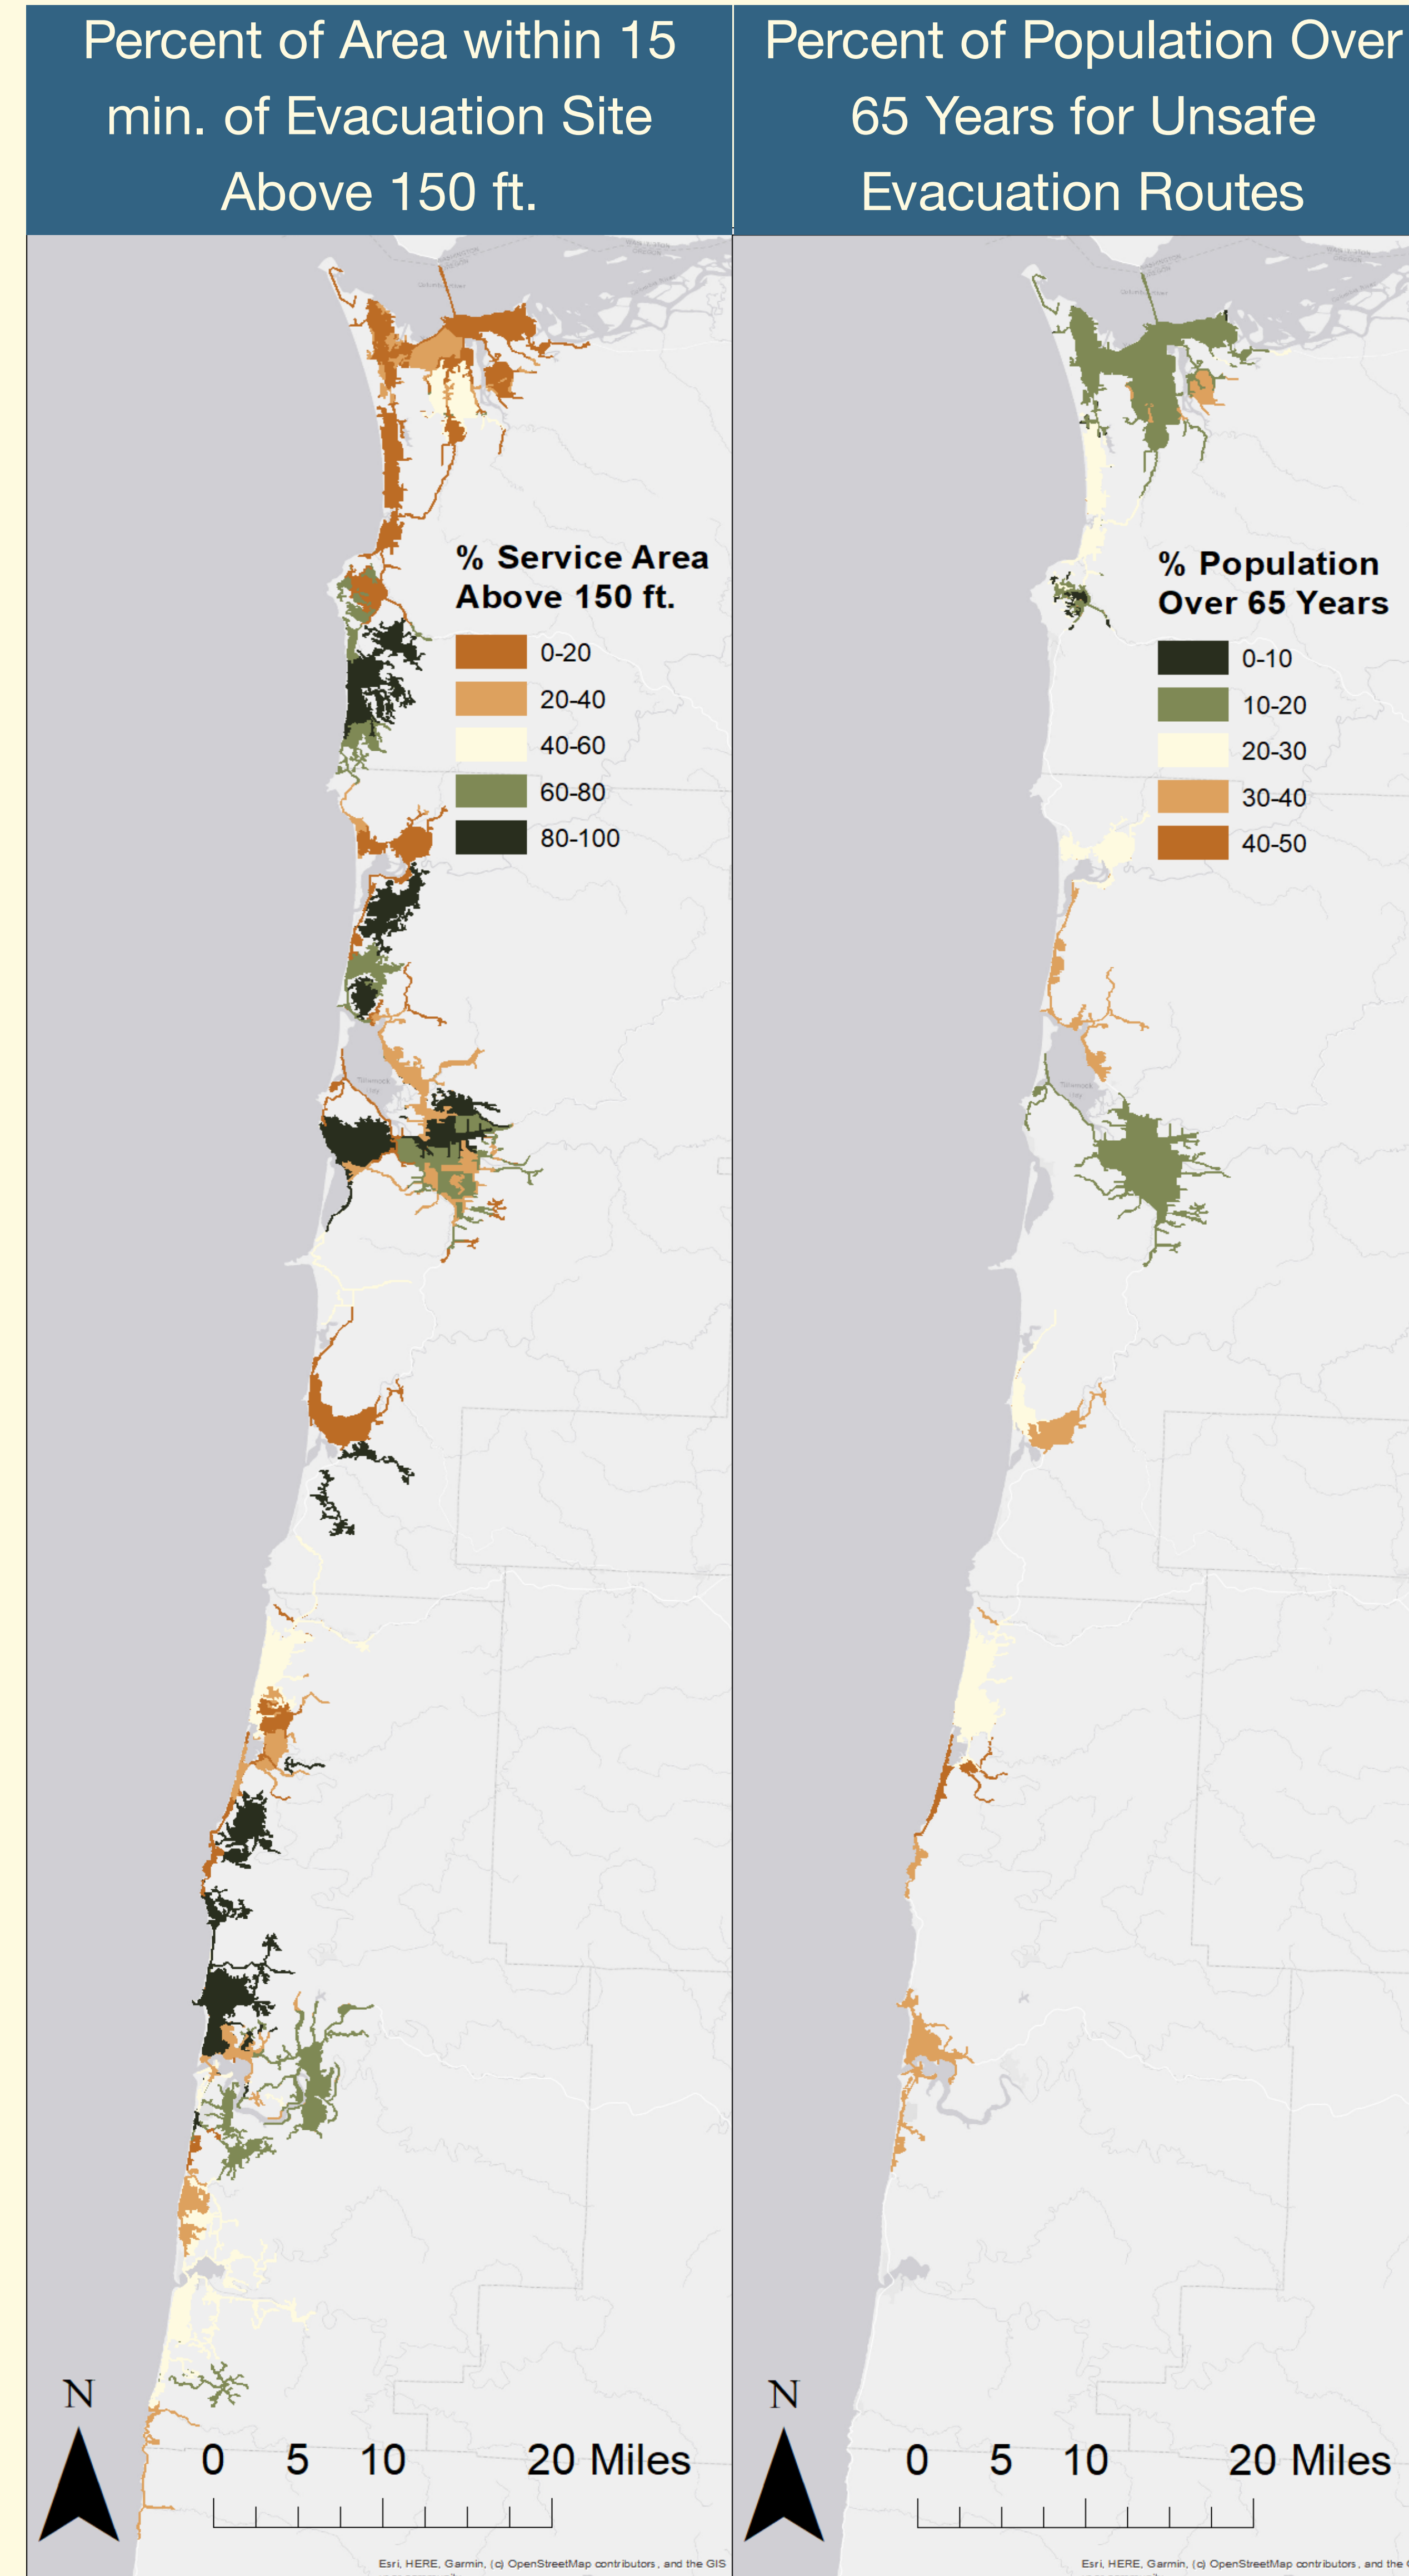 Percent of Area within 15
min. of Evacuation Site
Above 150 ft.
% Service Area
Above 150 ft.
0-20
20-40
40-60
60-80
80-100
N
0 5 10 20 Miles
Esri, HERE, Garmin, (c) OpenStreetMap contributors, and the GIS
Percent of Population Over
65 Years for Unsafe
Evacuation Routes
% Population
Over 65 Years
0-10
10-20
20-30
30-40
40-50
N
0 5 10 20 Miles
Esri, HERE, Garmin, (c) OpenStreetMap contributors, and the